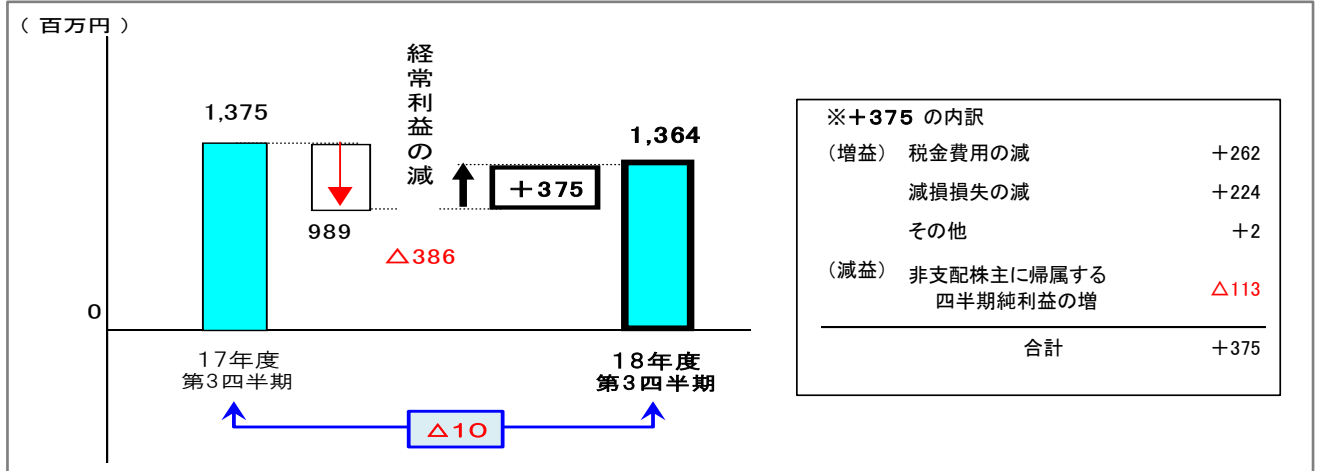 （百万円）
経常利益の減
1,375
1,364
＋375
989
△386
0
17年度
第3四半期
18年度
第3四半期
△10
※＋375 の内訳
（増益） 税金費用の減 ＋262
減損損失の減 ＋224
その他 ＋2
（減益） 非支配株主に帰属する
四半期純利益の増 △113
合計 ＋375